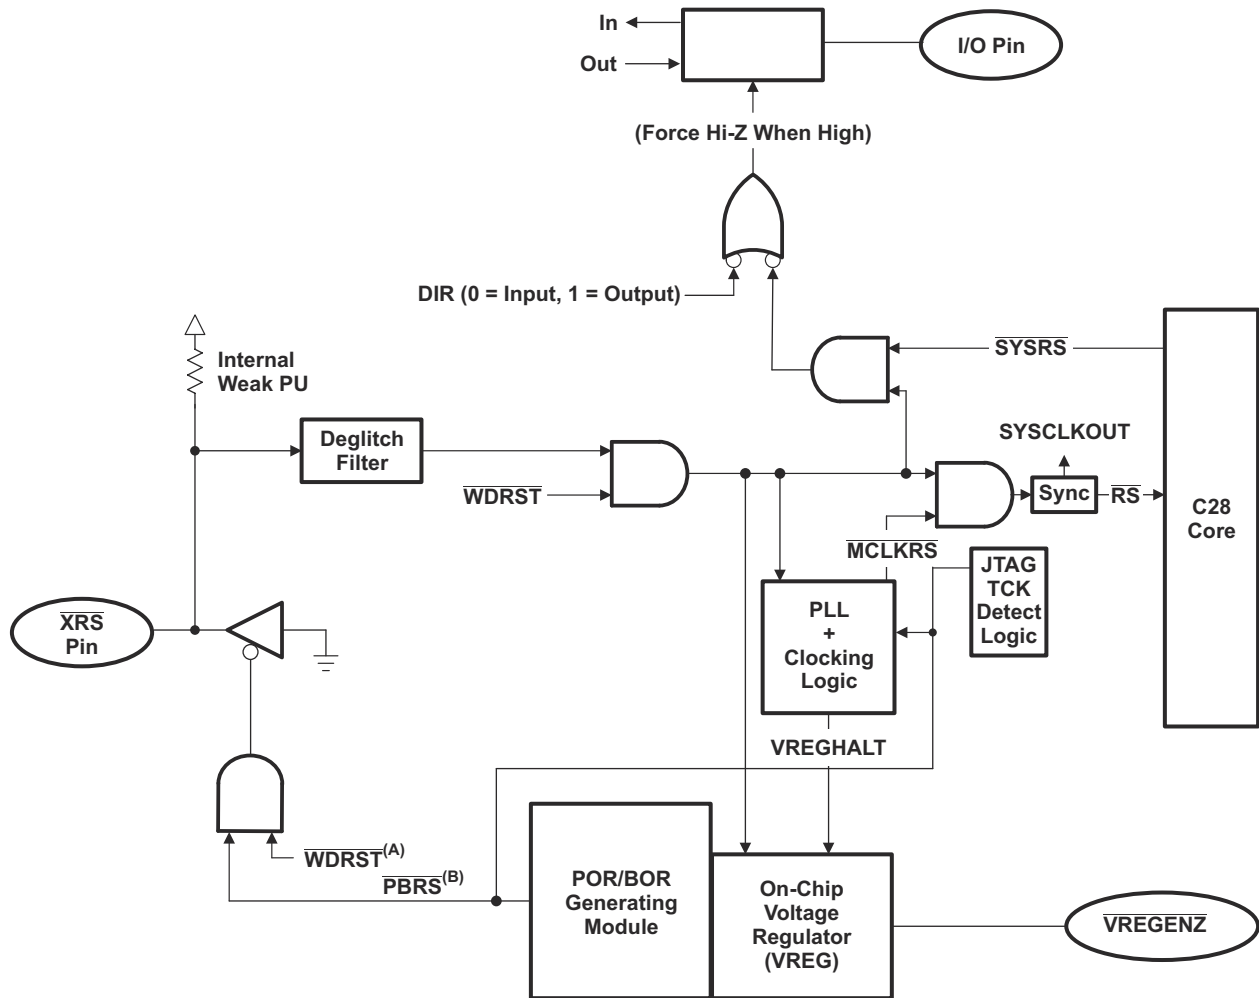 In
Out
I/O Pin
(Force Hi-Z When High)
DIR (0 = Input, 1 = Output)
Internal
Weak PU
SYSRS
Deglitch
Filter
SYSCLKOUT
WDRST
Sync
RS
C28
Core
MCLKRS
JTAG
TCK
Detect
Logic
XRS
Pin
PLL
+
Clocking
Logic
VREGHALT
WDRST(A)
PBRS(B)
POR/BOR
Generating
Module
On-Chip
Voltage
Regulator
(VREG)
VREGENZ